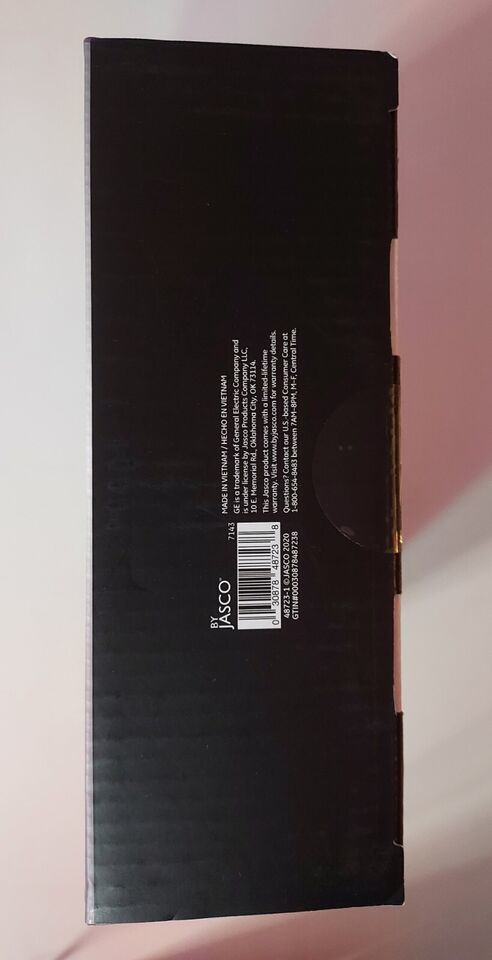 BY
JASCO™
7143
0 30878 48723 8
48723-1 ©JASCO 2020
GTIN#00030878487238
MADE IN VIETNAM / HECHO EN VIETNAM
GE is a trademark of General Electric Company and
is under license by Jasco Products Company LLC,
10 E. Memorial Rd., Oklahoma City, OK 73114.
This Jasco product comes with a limited-lifetime
warranty. Visit www.byjasco.com for warranty details.
Questions? Contact our U.S.-based Consumer Care at
1-800-654-8483 between 7AM–8PM, M–F, Central Time.